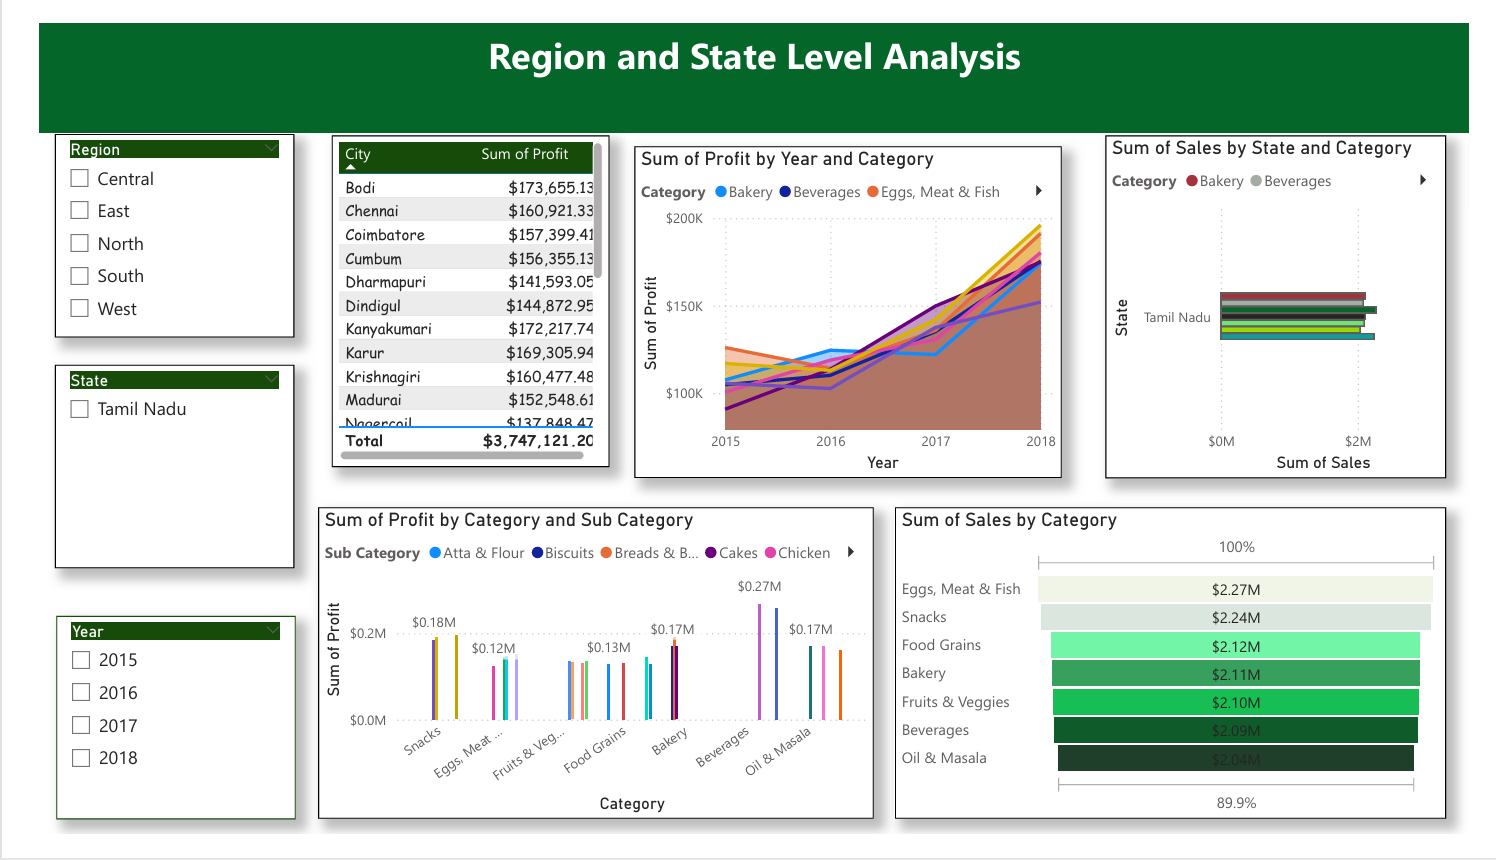 Region and State Level Analysis
Region
Central
East
North
South
West
State
Tamil Nadu
Year
2015
2016
2017
2018
City Sum of Profit
Bodi $173,655.13
Chennai $160,921.33
Coimbatore $157,399.41
Cumbum $156,355.13
Dharmapuri $141,593.05
Dindigul $144,872.95
Kanyakumari $172,217.74
Karur $169,305.94
Krishnagiri $160,477.48
Madurai $152,548.61
Nagercoil $137,848.47
Total $3,747,121.20
Sum of Profit by Year and Category
Category Bakery Beverages Eggs, Meat & Fish
$200K
$150K
$100K
Sum of Profit
2015 2016 2017 2018
Year
Sum of Sales by State and Category
Category Bakery Beverages
State
Tamil Nadu
$0M $2M
Sum of Sales
Sum of Profit by Category and Sub Category
Sub Category Atta & Flour Biscuits Breads & B... Cakes Chicken
Sum of Profit
$0.2M
$0.0M
$0.18M
$0.12M
$0.13M
$0.17M
$0.27M
$0.17M
Snacks
Eggs, Meat ...
Fruits & Veg...
Food Grains
Bakery
Beverages
Oil & Masala
Category
Sum of Sales by Category
100%
Eggs, Meat & Fish $2.27M
Snacks $2.24M
Food Grains $2.12M
Bakery $2.11M
Fruits & Veggies $2.10M
Beverages $2.09M
Oil & Masala $2.04M
89.9%